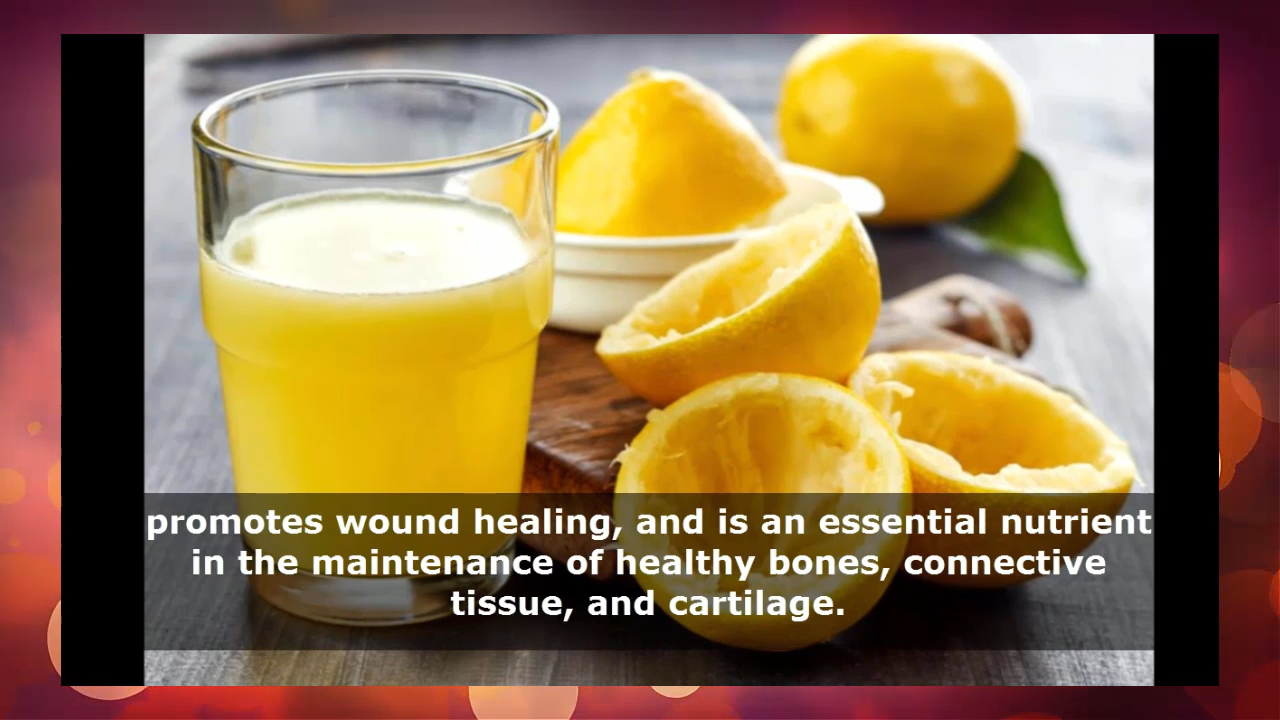 promotes wound healing, and is an essential nutrient
in the maintenance of healthy bones, connective
tissue, and cartilage.